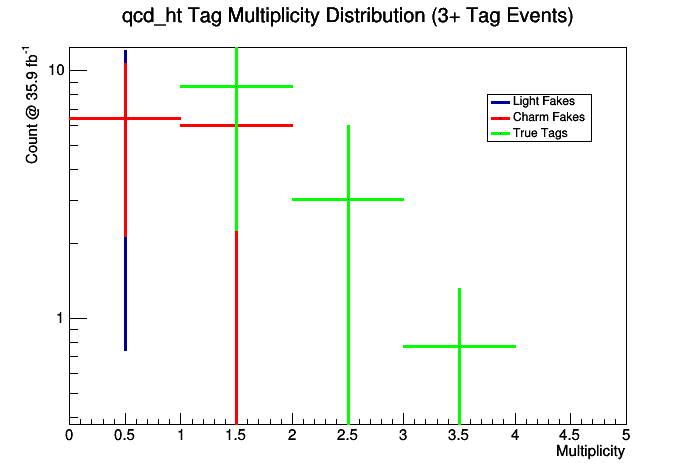 qcd_ht Tag Multiplicity Distribution (3+ Tag Events)
Count @ 35.9 fb⁻¹
10
1
Light Fakes
Charm Fakes
True Tags
0 0.5 1 1.5 2 2.5 3 3.5 4 4.5 5
Multiplicity